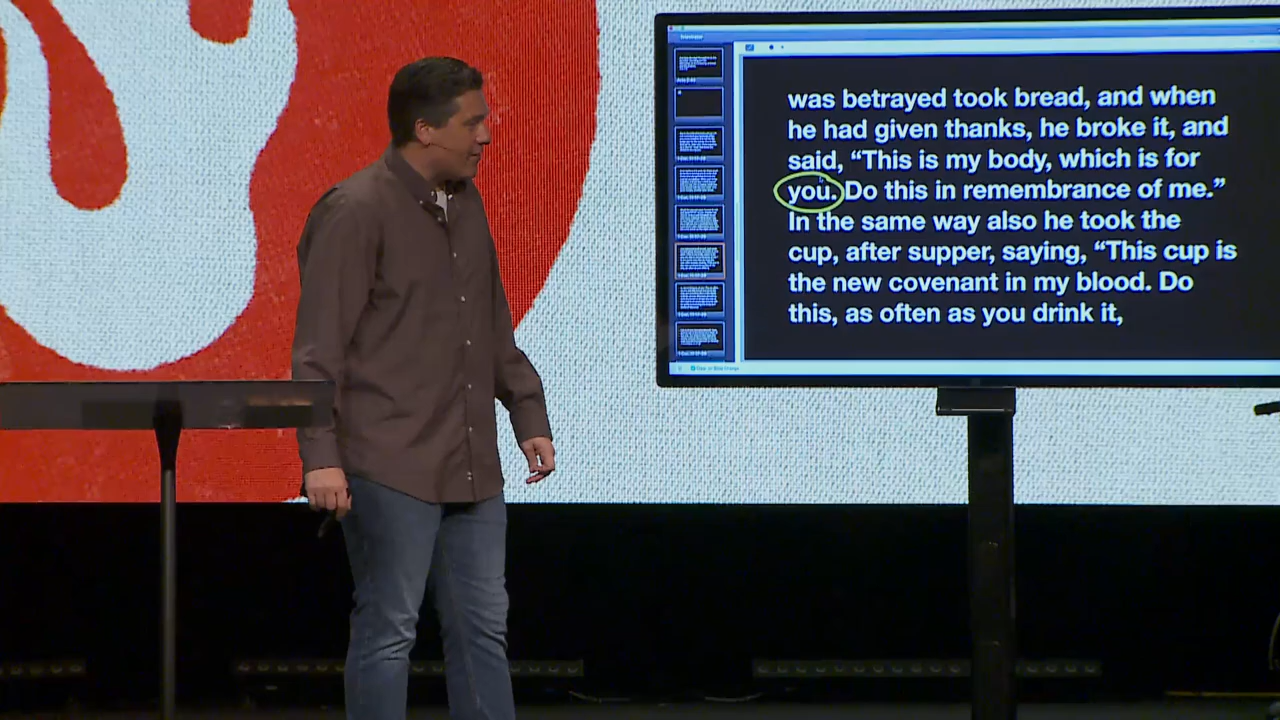 was betrayed took bread, and when
he had given thanks, he broke it, and
said, “This is my body, which is for
you. Do this in remembrance of me.”
In the same way also he took the
cup, after supper, saying, “This cup is
the new covenant in my blood. Do
this, as often as you drink it,